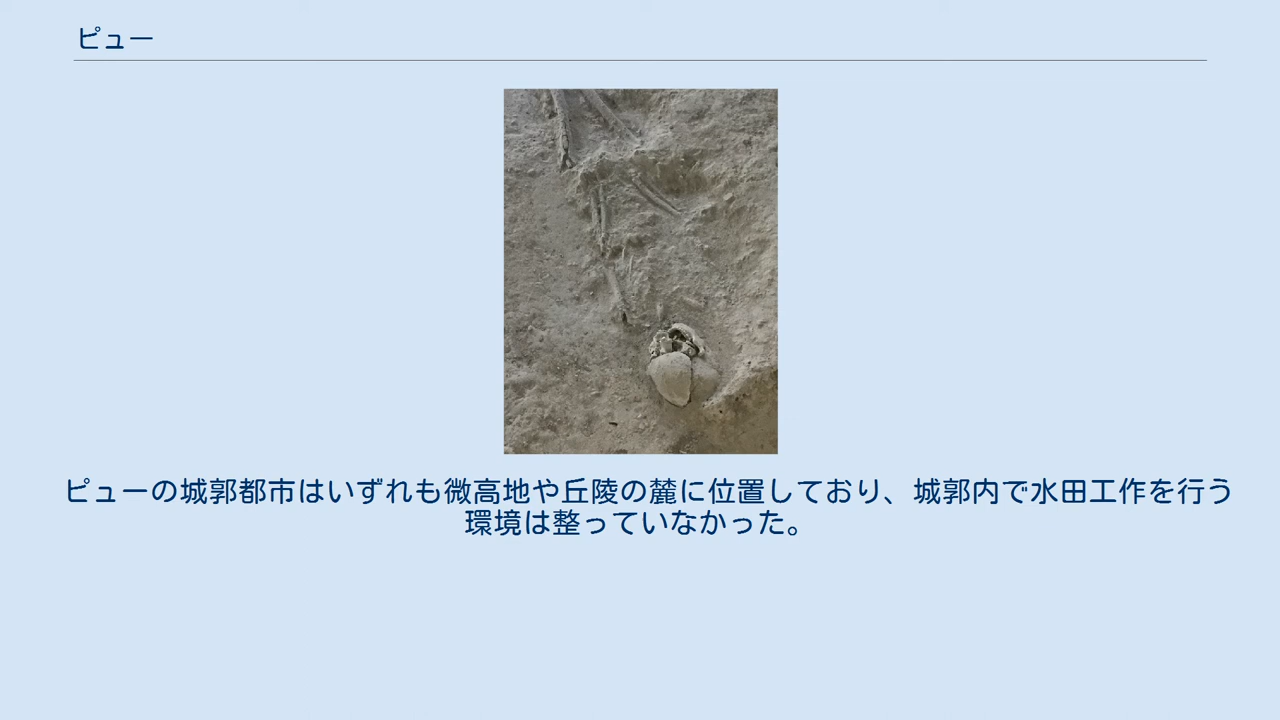 ピュー
ピューの城郭都市はいずれも微高地や丘陵の麓に位置しており、城郭内で水田工作を行う
環境は整っていなかった。